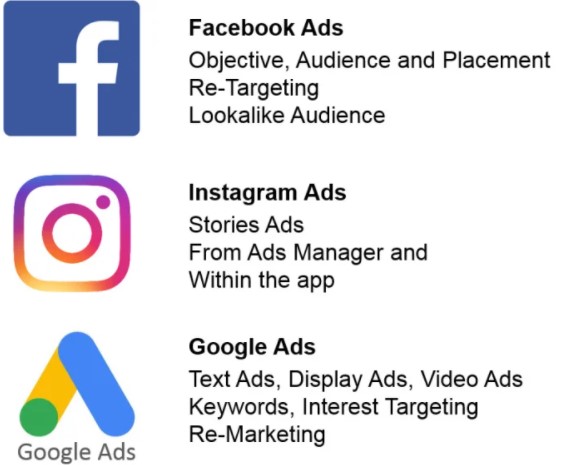 Facebook Ads
Objective, Audience and Placement
Re-Targeting
Lookalike Audience
Instagram Ads
Stories Ads
From Ads Manager and
Within the app
Google Ads
Text Ads, Display Ads, Video Ads
Keywords, Interest Targeting
Re-Marketing
Google Ads